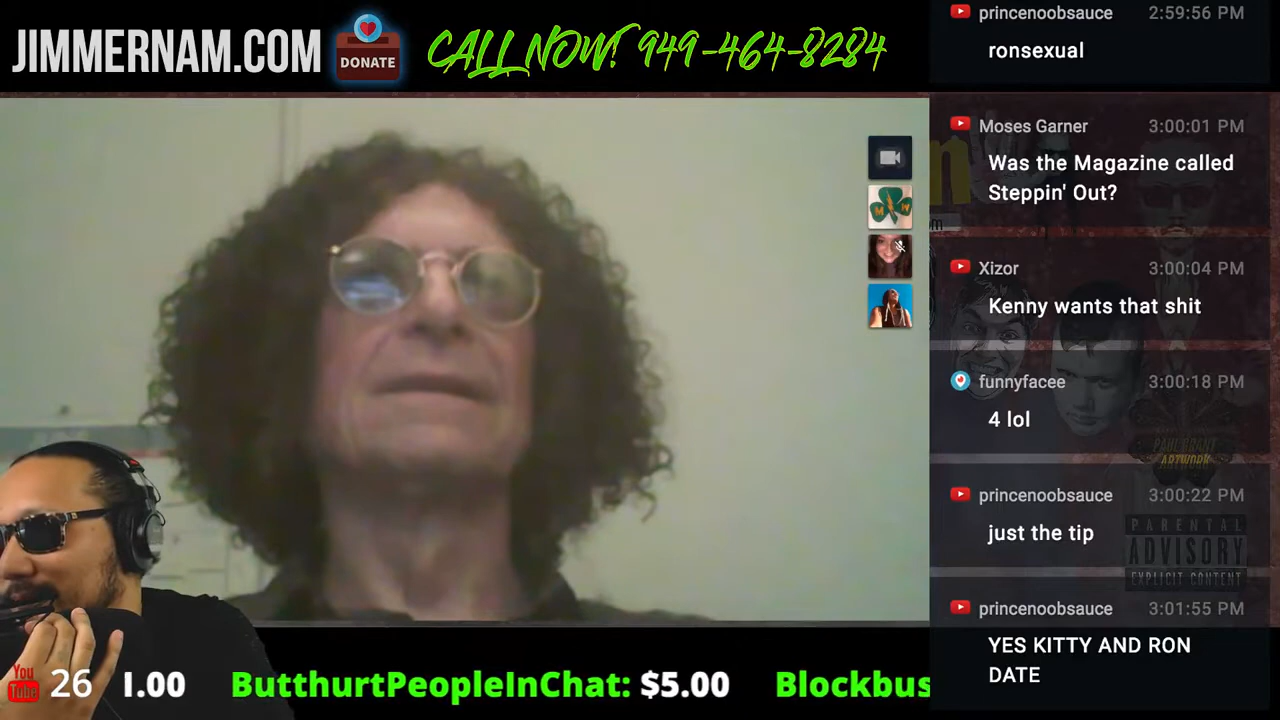 JIMMERNAM.COM
DONATE
CALL NOW! 949-464-8284
princenoobsauce 2:59:56 PM
ronsexual
Moses Garner 3:00:01 PM
Was the Magazine called
Steppin' Out?
Xizor 3:00:04 PM
Kenny wants that shit
funnyfacee 3:00:18 PM
4 lol
PAUL GRANT
ARTWORK
princenoobsauce 3:00:22 PM
just the tip
PARENTAL
ADVISORY
EXPLICIT CONTENT
princenoobsauce 3:01:55 PM
YES KITTY AND RON
DATE
You
Tube
26 1.00 ButthurtPeopleInChat: $5.00 Blockbus